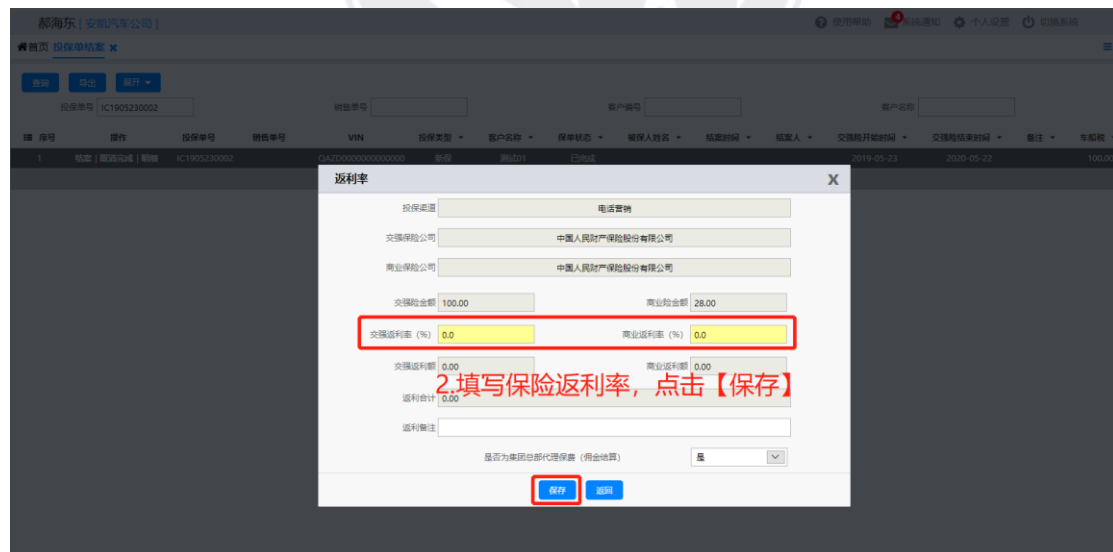 郝海东 [ 安凯汽车公司 ] 使用帮助 4 系统通知 个人设置 切换系统
首页 投保单结案 ×
查询 导出 展开
投保单号 IC1905230002 销售单号 客户编号 客户名称
序号 操作 投保单号 销售单号 VIN 投保类型 客户名称 保单状态 被保人姓名 结案时间 结案人 交强险开始时间 交强险结束时间 备注 车船税
1 结案 | 取消完成 | 明细 IC1905230002 QAZD0000000000000 新保 测试01 已完成 2019-05-23 2020-05-22 100.00
返利率 X
投保渠道 电话营销
交强保险公司 中国人民财产保险股份有限公司
商业保险公司 中国人民财产保险股份有限公司
交强险金额 100.00 商业险金额 28.00
交强返利率（%） 0.0 商业返利率（%） 0.0
交强返利额 0.00 商业返利额 0.00
2.填写保险返利率，点击【保存】
返利合计 0.00
返利备注
是否为集团总部代理保费（佣金结算） 是
保存 返回